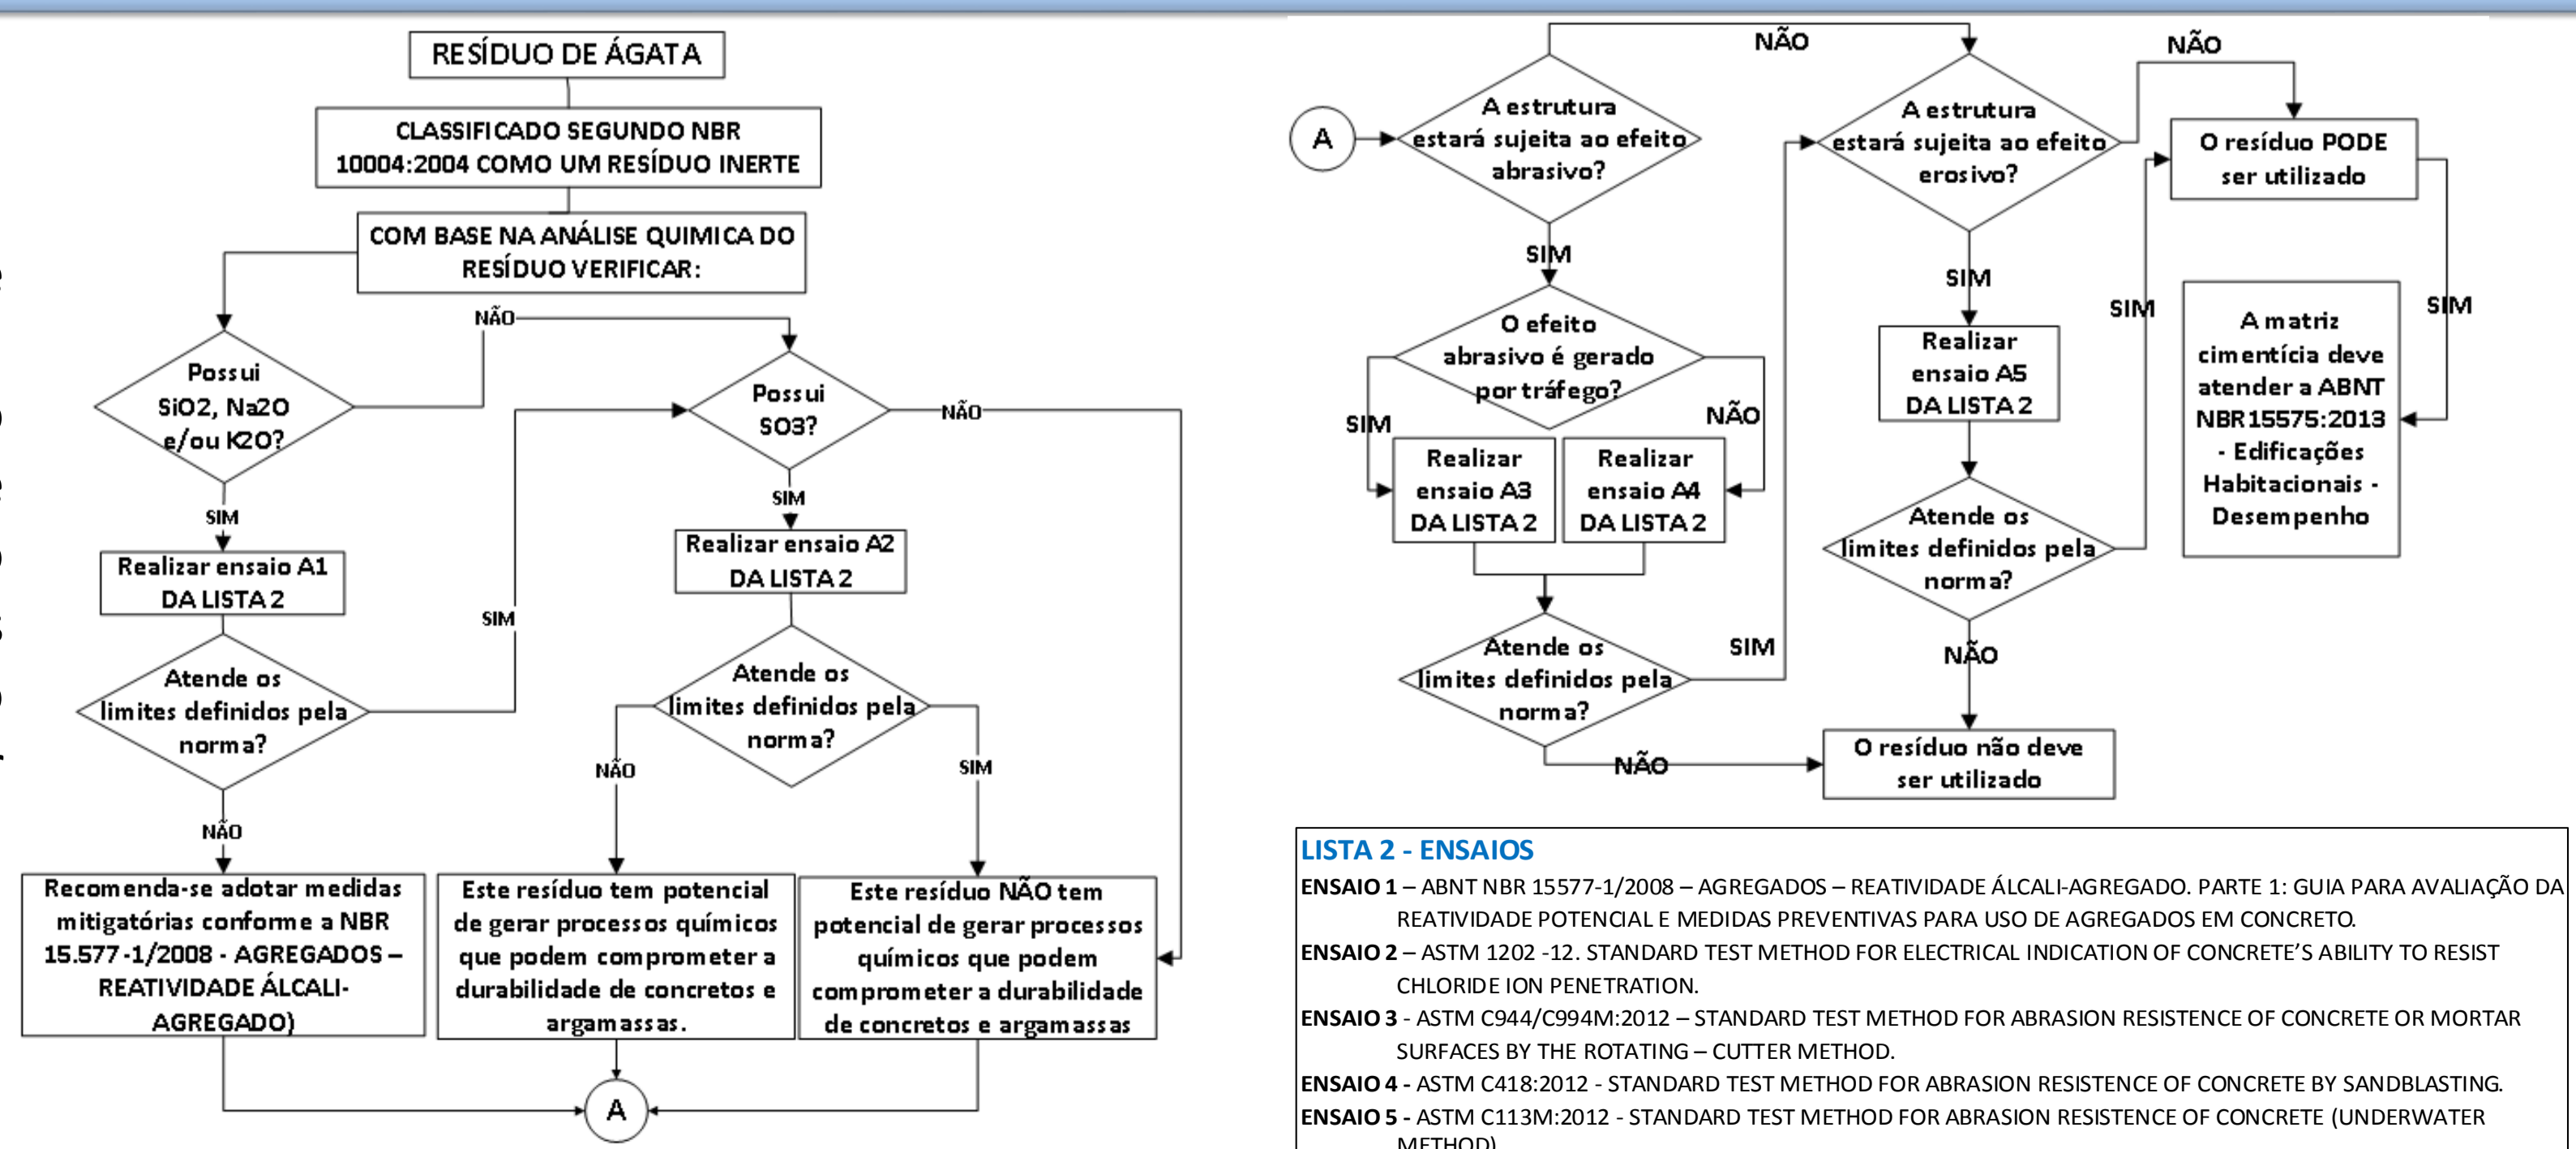 RESÍDUO DE ÁGATA
CLASSIFICADO SEGUNDO NBR
10004:2004 COMO UM RESÍDUO INERTE
COM BASE NA ANÁLISE QUIMICA DO
RESÍDUO VERIFICAR:
Possui
SiO2, Na2O
e/ou K2O?
NÃO
SIM
Possui
SO3?
NÃO
SIM
Realizar ensaio A1
DA LISTA 2
Realizar ensaio A2
DA LISTA 2
SIM
Atende os
limites definidos pela
norma?
Atende os
limites definidos pela
norma?
NÃO
NÃO
SIM
Recomenda-se adotar medidas
mitigatórias conforme a NBR
15.577 -1/2008 - AGREGADOS –
REATIVIDADE ÁLCALI-
AGREGADO)
Este resíduo tem potencial
de gerar processos químicos
que podem comprometer a
durabilidade de concretos e
argamassas.
Este resíduo NÃO tem
potencial de gerar processos
químicos que podem
comprometer a durabilidade
de concretos e argamassas
A
A
A estrutura
estará sujeita ao efeito
abrasivo?
NÃO
SIM
A estrutura
estará sujeita ao efeito
erosivo?
NÃO
SIM
O resíduo PODE
ser utilizado
SIM
O efeito
abrasivo é gerado
por tráfego?
SIM
NÃO
Realizar
ensaio A3
DA LISTA 2
Realizar
ensaio A4
DA LISTA 2
Realizar
ensaio A5
DA LISTA 2
SIM
A matriz
cimentícia deve
atender a ABNT
NBR15575:2013
- Edificações
Habitacionais -
Desempenho
Atende os
limites definidos pela
norma?
Atende os
limites definidos pela
norma?
SIM
NÃO
NÃO
O resíduo não deve
ser utilizado
LISTA 2 - ENSAIOS
ENSAIO 1 – ABNT NBR 15577-1/2008 – AGREGADOS – REATIVIDADE ÁLCALI-AGREGADO. PARTE 1: GUIA PARA AVALIAÇÃO DA
REATIVIDADE POTENCIAL E MEDIDAS PREVENTIVAS PARA USO DE AGREGADOS EM CONCRETO.
ENSAIO 2 – ASTM 1202 -12. STANDARD TEST METHOD FOR ELECTRICAL INDICATION OF CONCRETE’S ABILITY TO RESIST
CHLORIDE ION PENETRATION.
ENSAIO 3 - ASTM C944/C994M:2012 – STANDARD TEST METHOD FOR ABRASION RESISTENCE OF CONCRETE OR MORTAR
SURFACES BY THE ROTATING – CUTTER METHOD.
ENSAIO 4 - ASTM C418:2012 - STANDARD TEST METHOD FOR ABRASION RESISTENCE OF CONCRETE BY SANDBLASTING.
ENSAIO 5 - ASTM C113M:2012 - STANDARD TEST METHOD FOR ABRASION RESISTENCE OF CONCRETE (UNDERWATER
METHOD)